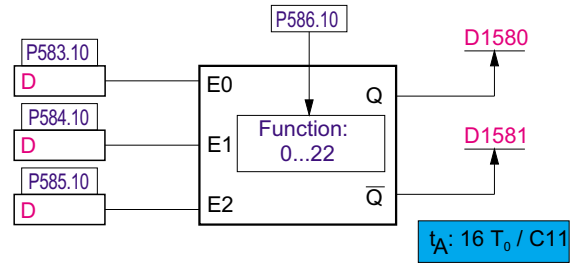 P586.10
P583.10
D
E0
Q
D1580
P584.10
D
E1
Function:
0...22
D1581
P585.10
D
E2
Q̅
tA: 16 T0 / C11